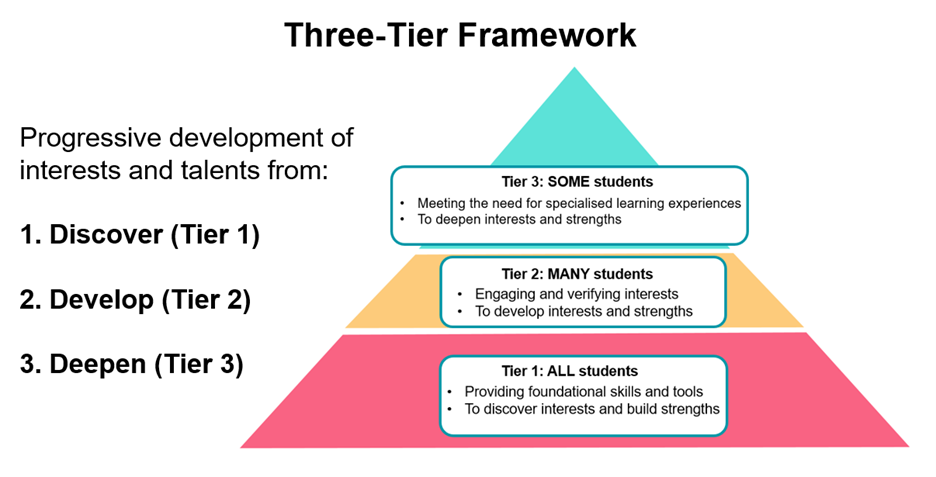 Three-Tier Framework
Progressive development of
interests and talents from:
1. Discover (Tier 1)
2. Develop (Tier 2)
3. Deepen (Tier 3)
Tier 3: SOME students
• Meeting the need for specialised learning experiences
• To deepen interests and strengths
Tier 2: MANY students
• Engaging and verifying interests
• To develop interests and strengths
Tier 1: ALL students
• Providing foundational skills and tools
• To discover interests and build strengths